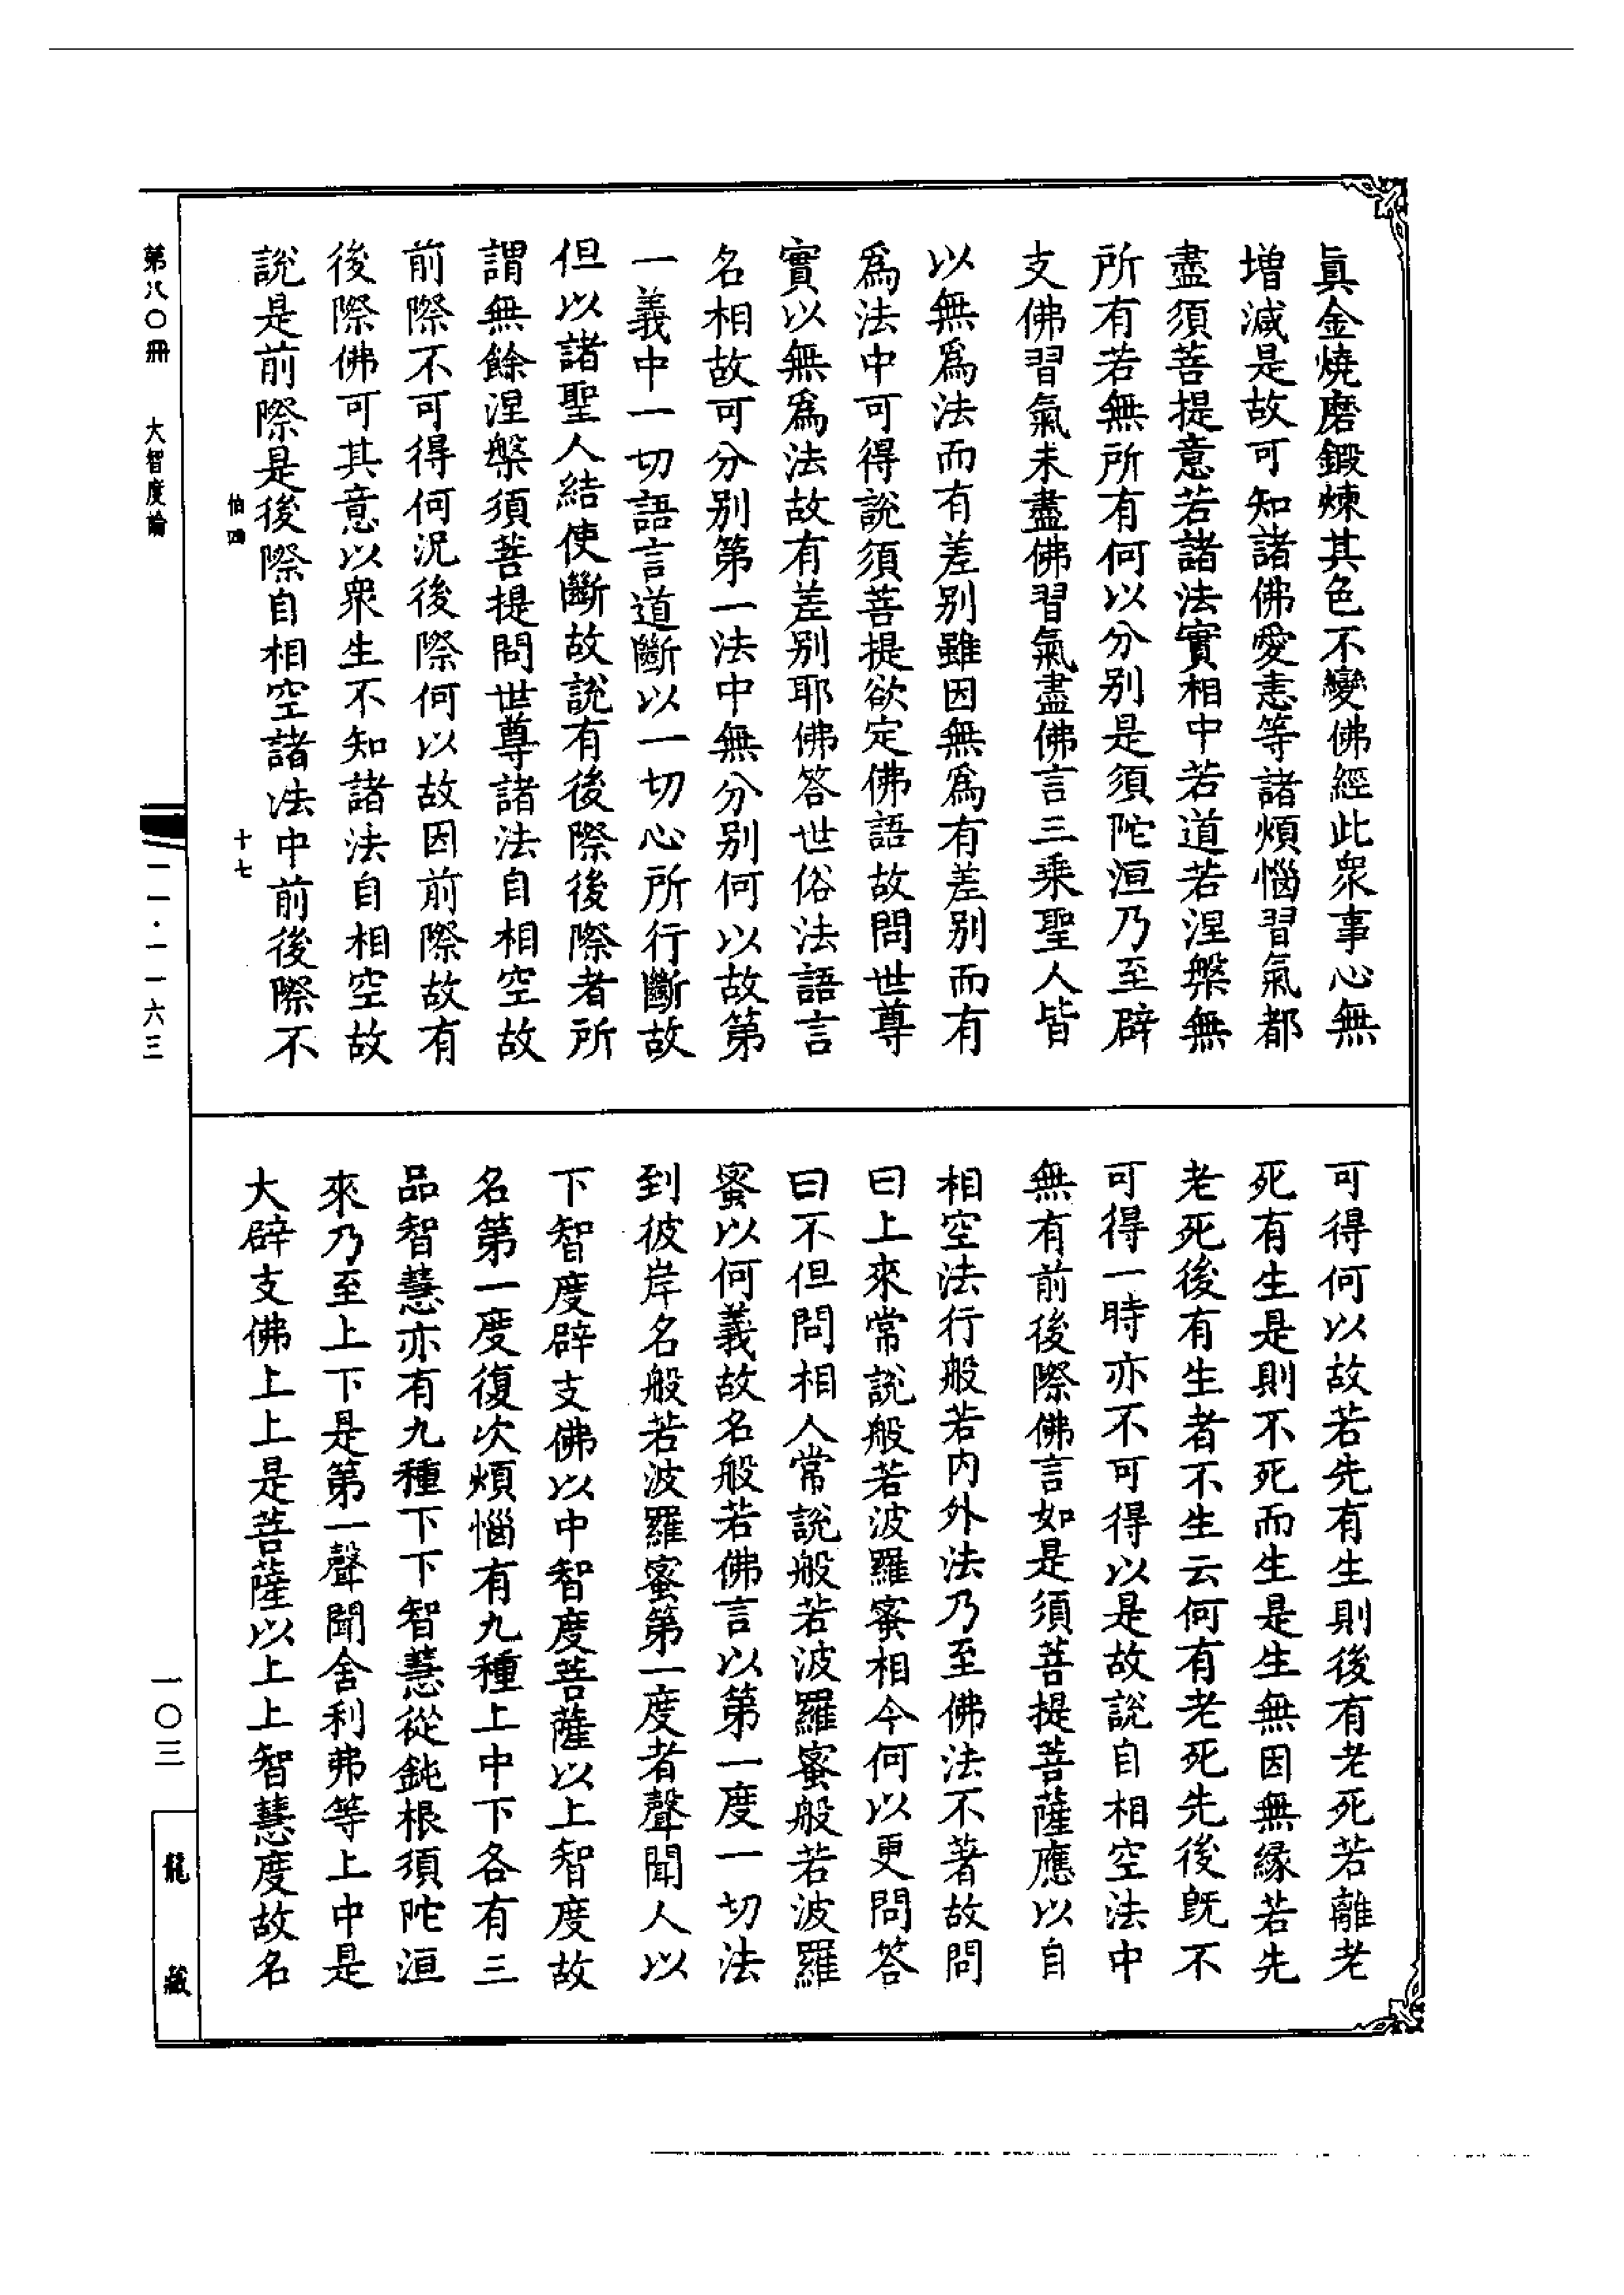 眞金燒磨鍛煉其色不變佛經此衆事心無
增減是故可知諸佛愛恚等諸煩惱習氣都
盡須菩提意若諸法實相中若道若涅槃無
所有若無所有何以分別是須陀洹乃至辟
支佛習氣未盡佛習氣盡佛言三乘聖人皆
以無爲法而有差別雖因無爲有差別而有
爲法中可得說須菩提欲定佛語故問世尊
實以無爲法故有差別耶佛答世俗法語言
名相故可分別第一法中無分別何以故第
一義中一切語言道斷以一切心所行斷故
但以諸聖人結使斷故說有後際後際者所
謂無餘涅槃須菩提問世尊諸法自相空故
前際不可得何況後際何以故因前際故有
後際佛可其意以衆生不知諸法自相空故
說是前際是後際自相空諸法中前後際不
可得何以故若先有生則後有老死若離老
死有生是則不死而生是生無因無緣若先
老死後有生者不生云何有老死先後旣不
可得一時亦不可得以是故說自相空法中
無有前後際佛言如是須菩提菩薩應以自
相空法行般若內外法乃至佛法不著故問
曰上來常說般若波羅蜜相今何以更問答
曰不但問相人常說般若波羅蜜般若波羅
蜜以何義故名般若佛言以第一度一切法
到彼岸名般若波羅蜜第一度者聲聞人以
下智度辟支佛以中智度菩薩以上智度故
名第一度復次煩惱有九種上中下各有三
品智慧亦有九種下下智慧從鈍根須陀洹
來乃至上下是第一聲聞舍利弗等上中是
大辟支佛上上是菩薩以上上智慧度故名
伯四 十七
第八〇冊 大智度論
一一·一一六三
一〇三
龍藏